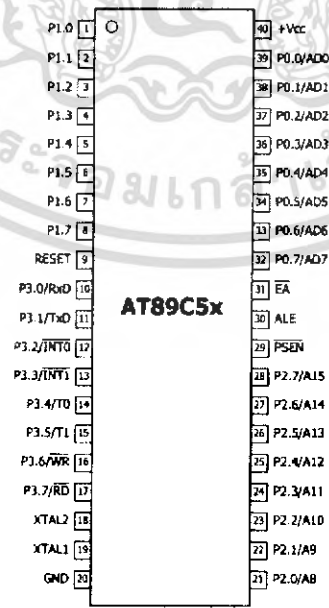 P1.0 1 40 +Vcc
P1.1 2 39 P0.0/AD0
P1.2 3 38 P0.1/AD1
P1.3 4 37 P0.2/AD2
P1.4 5 36 P0.3/AD3
P1.5 6 35 P0.4/AD4
P1.6 7 34 P0.5/AD5
P1.7 8 33 P0.6/AD6
RESET 9 32 P0.7/AD7
P3.0/RxD 10 31 EA
P3.1/TxD 11 30 ALE
AT89C5x
P3.2/INT0 12 29 PSEN
P3.3/INT1 13 28 P2.7/A15
P3.4/T0 14 27 P2.6/A14
P3.5/T1 15 26 P2.5/A13
P3.6/WR 16 25 P2.4/A12
P3.7/RD 17 24 P2.3/A11
XTAL2 18 23 P2.2/A10
XTAL1 19 22 P2.1/A9
GND 20 21 P2.0/A8